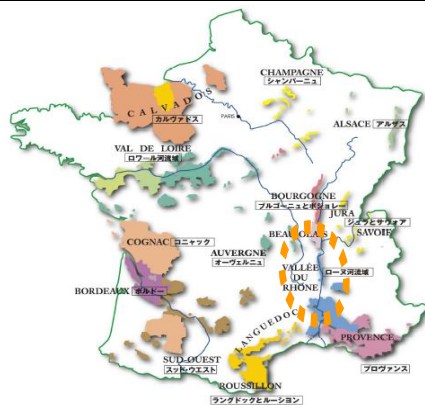 CHAMPAGNE
シャンパーニュ
CALVADOS
カルヴァドス
PARIS
ALSACE アルザス
VAL DE LOIRE
ロワール河流域
BOURGOGNE
ブルゴーニュとボジョレー
JURA
ジュラとサヴォア
SAVOIE
BEAUJOLAIS
COGNAC コニャック
AUVERGNE
オーヴェルニュ
VALLÉE
DU
RHÔNE
ローヌ河流域
BORDEAUX ボルドー
LANGUEDOC
PROVENCE
プロヴァンス
SUD-OUEST
スッド・ウエスト
ROUSSILLON
ラングドックとルーション